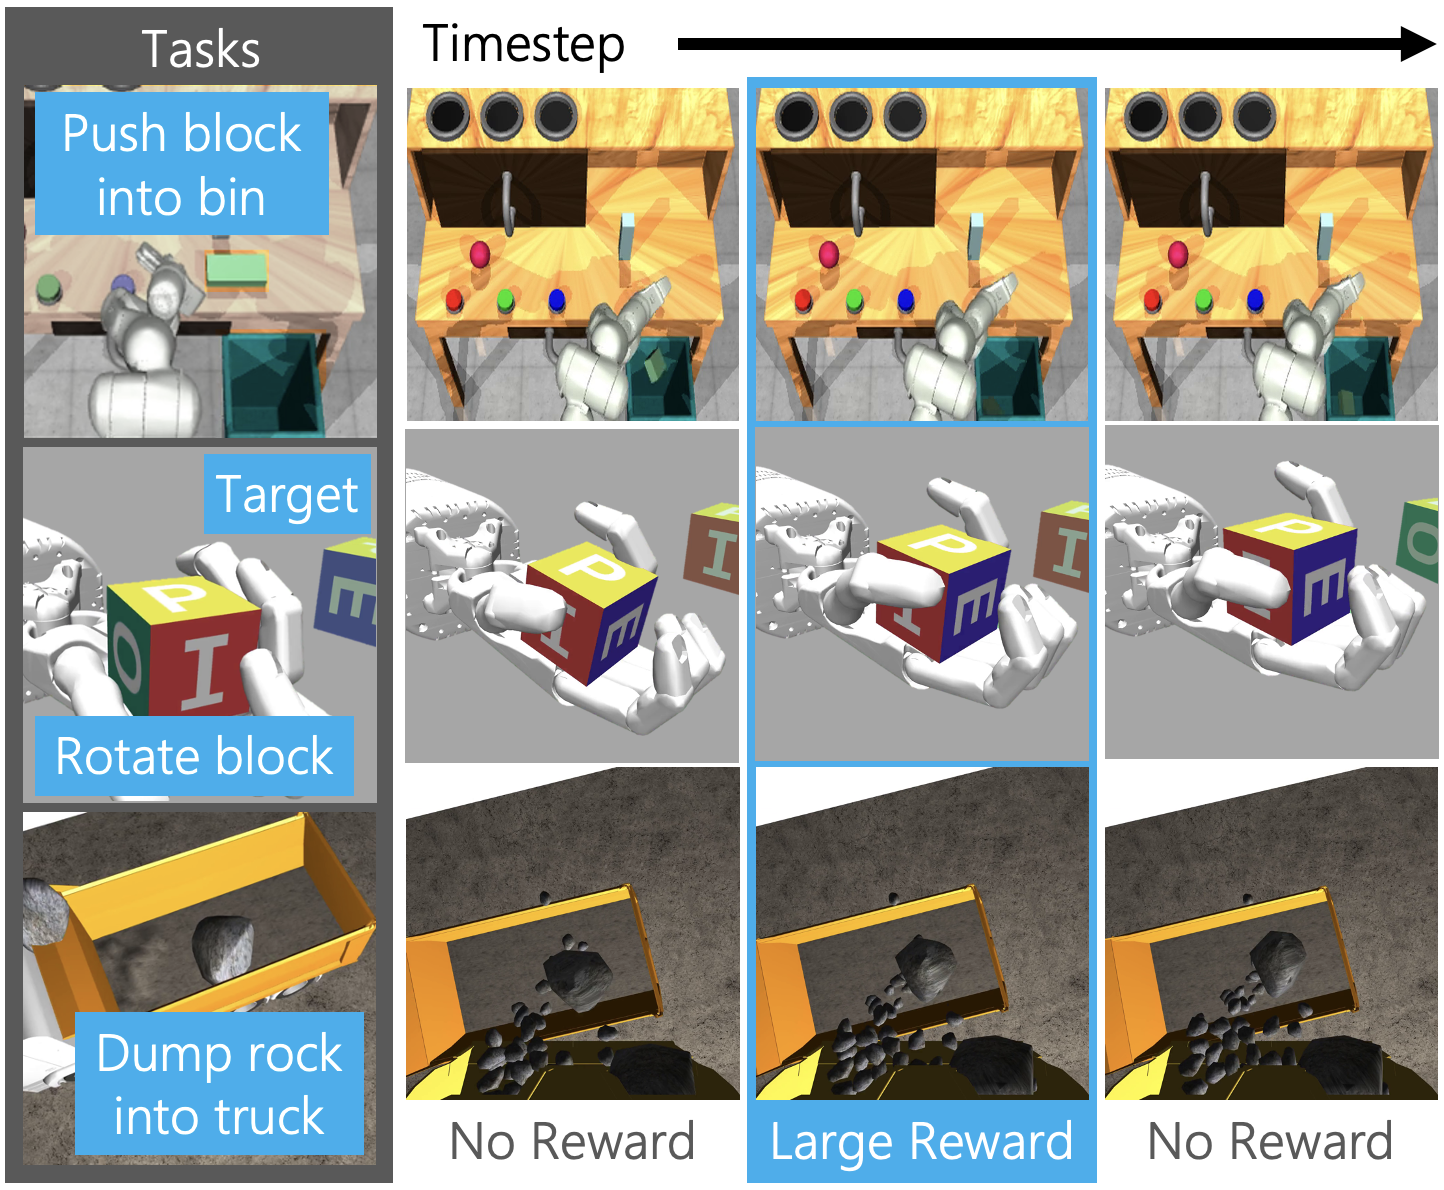 Tasks
Timestep
Push block
into bin
Target
P
O
I
E
Rotate block
P
I
E
I
P
I
E
I
P
E
O
Dump rock
into truck
No Reward
Large Reward
No Reward